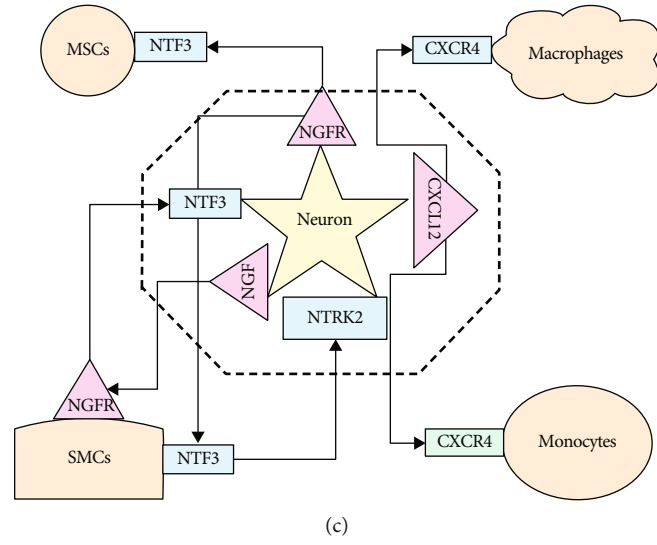 MSCs
NTF3
CXCR4
Macrophages
NGFR
NTF3
Neuron
CXCL12
NGF
NTRK2
NGFR
SMCs
NTF3
CXCR4
Monocytes
(c)